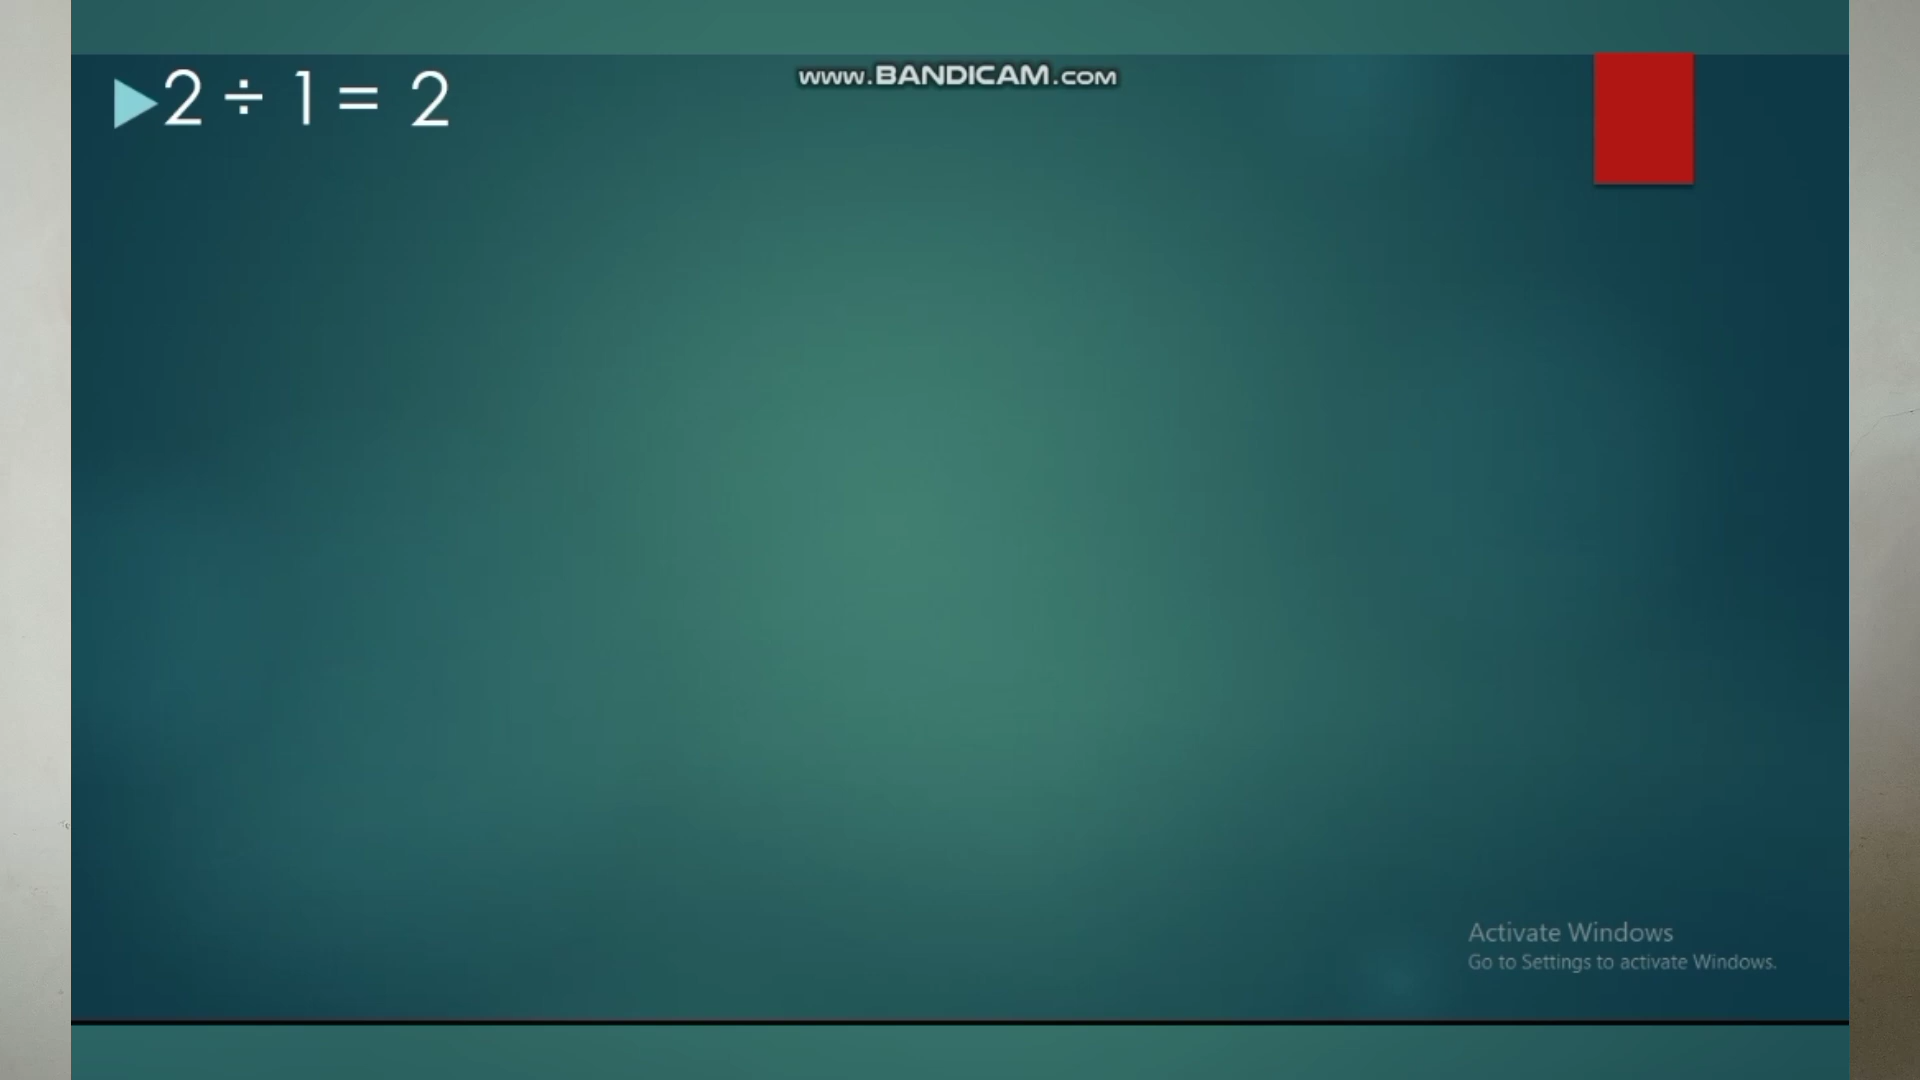 2 ÷ 1 = 2
www.BANDICAM.com
Activate Windows
Go to Settings to activate Windows.